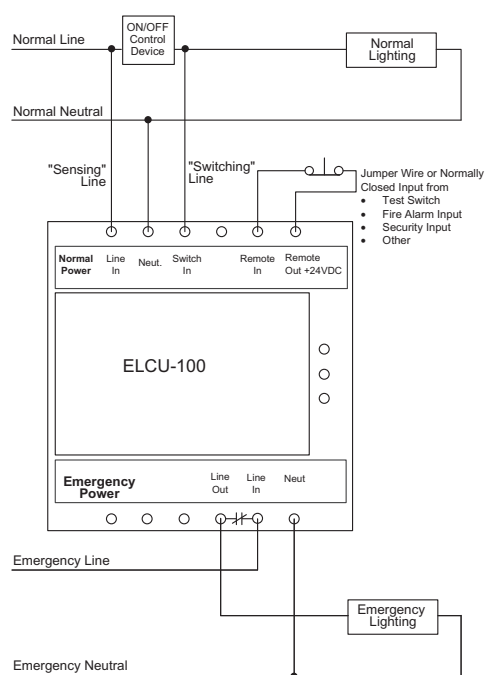 ON/OFF
Control
Device
Normal Line
Normal
Lighting
Normal Neutral
"Sensing"
Line
"Switching"
Line
Jumper Wire or Normally
Closed Input from
• Test Switch
• Fire Alarm Input
• Security Input
• Other
Normal
Power
Line
In
Neut.
Switch
In
Remote
In
Remote
Out +24VDC
ELCU-100
Emergency
Power
Line
Out
Line
In
Neut
Emergency Line
Emergency
Lighting
Emergency Neutral